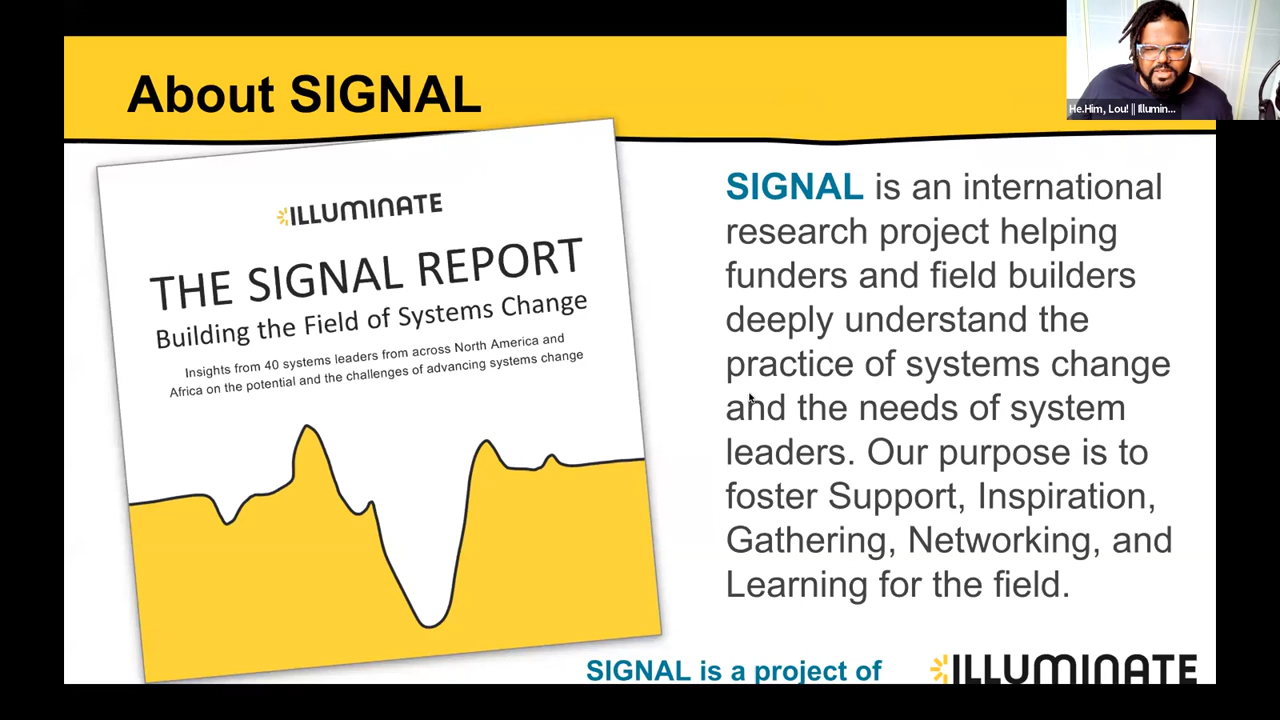 About SIGNAL
He.Him, Lou! || Illumin...
ILLUMINATE
THE SIGNAL REPORT
Building the Field of Systems Change
Insights from 40 systems leaders from across North America and
Africa on the potential and the challenges of advancing systems change
SIGNAL is an international
research project helping
funders and field builders
deeply understand the
practice of systems change
and the needs of system
leaders. Our purpose is to
foster Support, Inspiration,
Gathering, Networking, and
Learning for the field.
SIGNAL is a project of
ILLUMINATE